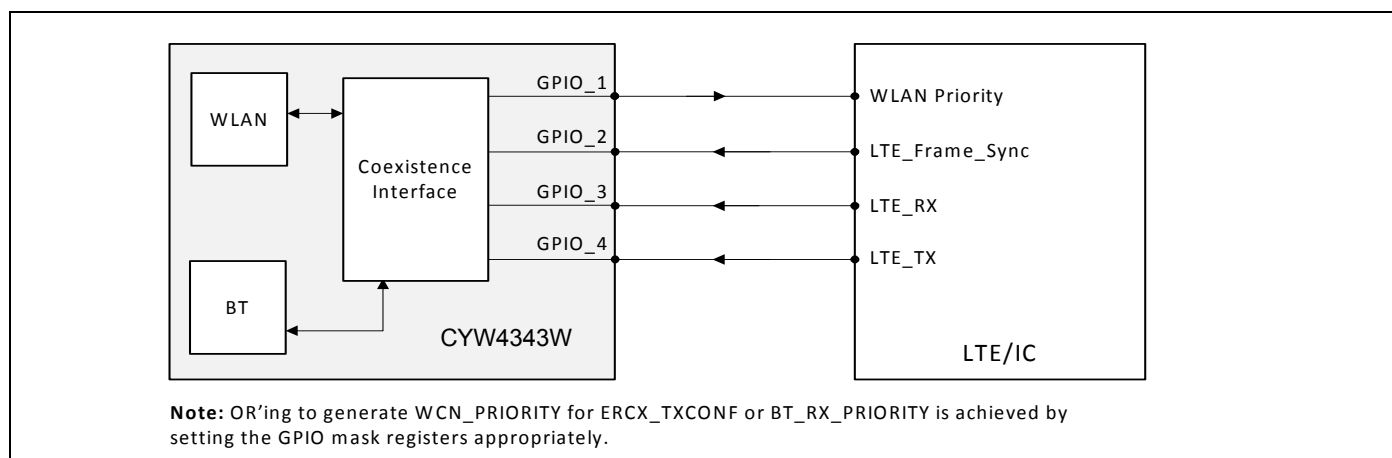 WLAN
BT
Coexistence
Interface
CYW4343W
GPIO_1
GPIO_2
GPIO_3
GPIO_4
WLAN Priority
LTE_Frame_Sync
LTE_RX
LTE_TX
LTE/IC
Note: OR'ing to generate WCN_PRIORITY for ERCX_TXCONF or BT_RX_PRIORITY is achieved by
setting the GPIO mask registers appropriately.